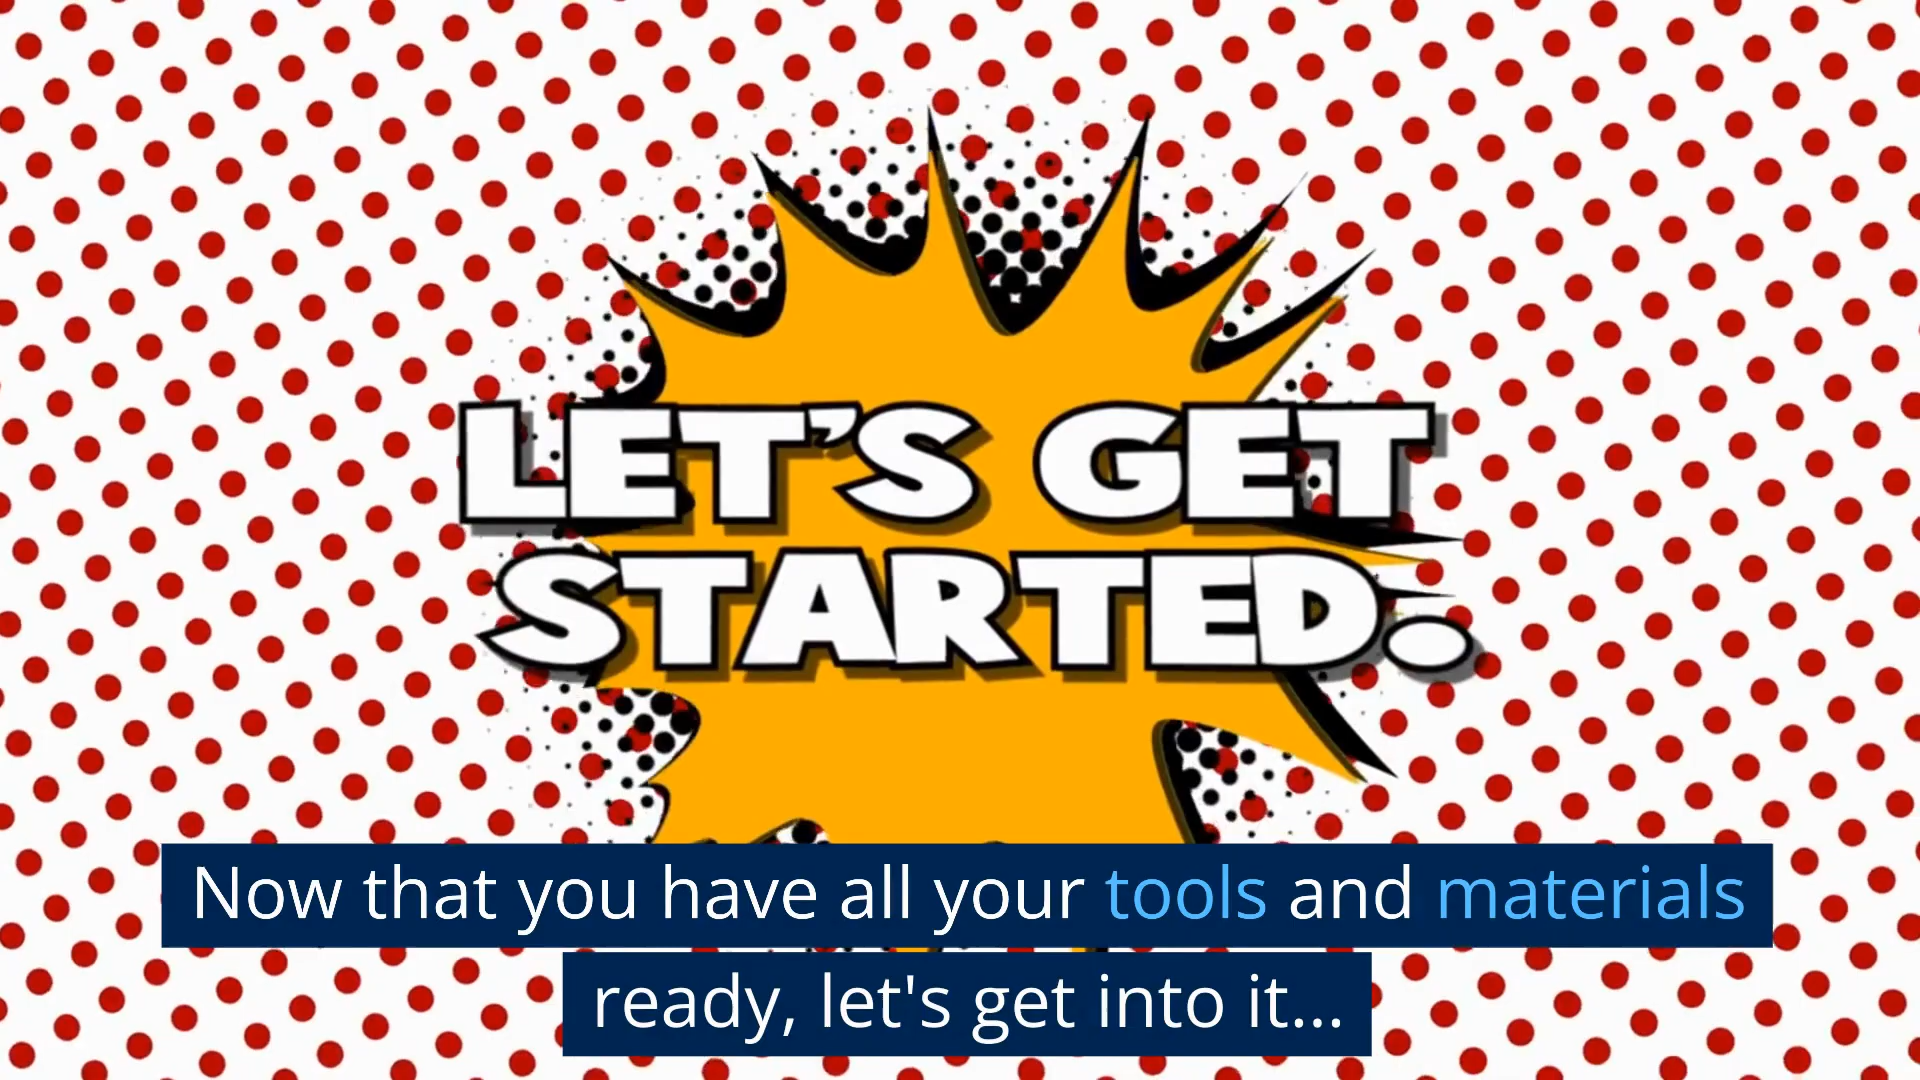 LET'S GET
STARTED.
Now that you have all your tools and materials
ready, let's get into it...